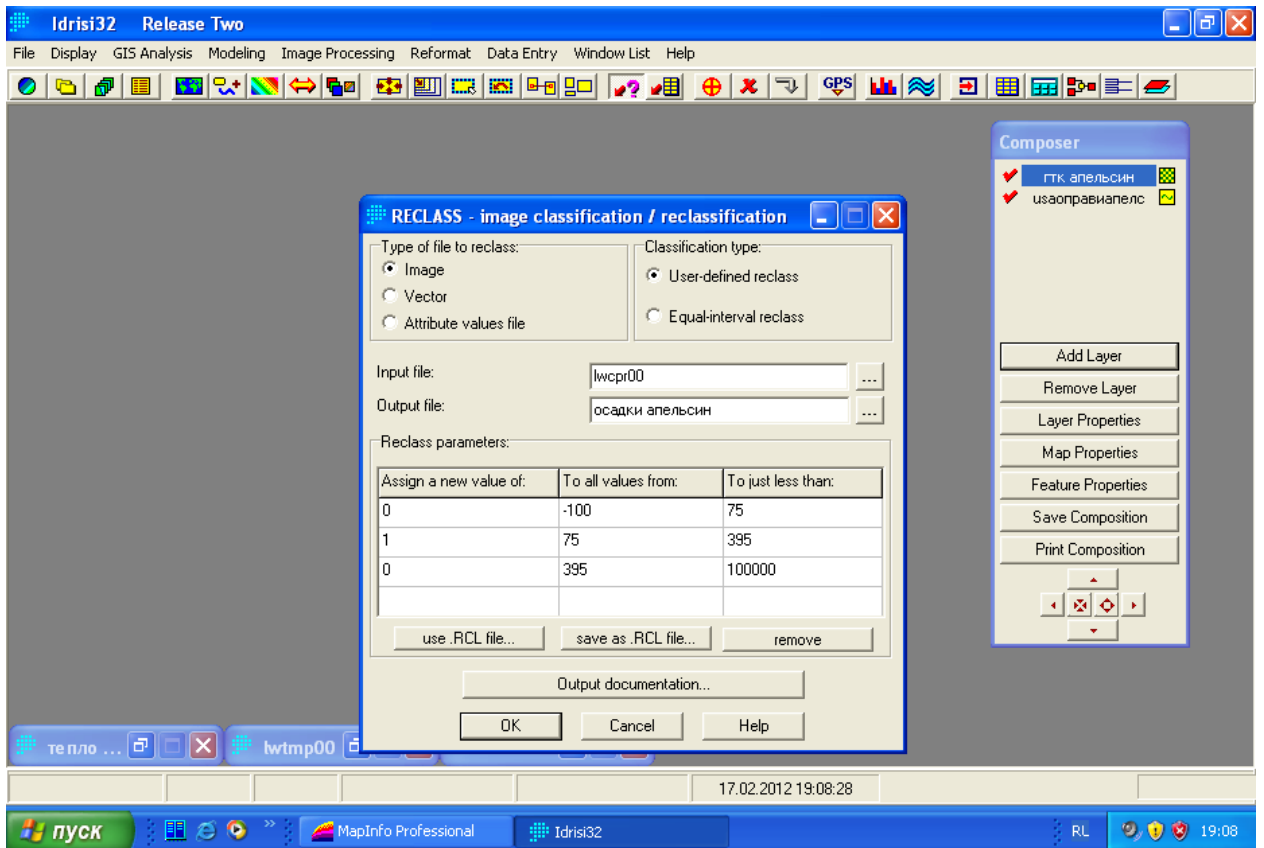 Idrisi32 Release Two
File Display GIS Analysis Modeling Image Processing Reformat Data Entry Window List Help
GPS
Composer
гтк апельсин
usaоправиапелс
RECLASS - image classification / reclassification
Type of file to reclass:
Image
Vector
Attribute values file
Classification type:
User-defined reclass
Equal-interval reclass
Input file:
lwcpr00
...
Output file:
осадки апельсин
...
Reclass parameters:
Assign a new value of: To all values from: To just less than:
0 -100 75
1 75 395
0 395 100000
use .RCL file... save as .RCL file... remove
Output documentation...
OK Cancel Help
Add Layer
Remove Layer
Layer Properties
Map Properties
Feature Properties
Save Composition
Print Composition
тепло ... lwtmp00
17.02.2012 19:08:28
пуск
MapInfo Professional
Idrisi32
RL
19:08